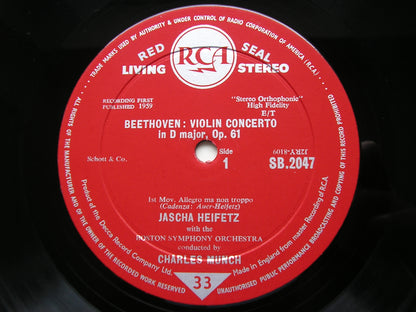 TRADE MARKS USED BY AUTHORITY & UNDER CONTROL OF RADIO CORPORATION OF AMERICA (R.C.A.)
RCA
RED SEAL
LIVING STEREO
RECORDING FIRST
PUBLISHED 1959
"Stereo Orthophonic"
High Fidelity
E/T
BEETHOVEN: VIOLIN CONCERTO
in D major, Op. 61
Schott & Co.
Side
1
J2RY-8109
SB.2047
1st Mov. Allegro ma non troppo
(Cadenza: Auer-Heifetz)
JASCHA HEIFETZ
with the
BOSTON SYMPHONY ORCHESTRA
conducted by
CHARLES MUNCH
33
Product of the Decca Record Company Ltd.
Made in England from master Recording of R.C.A.
ALL RIGHTS OF THE MANUFACTURER AND OF THE OWNER OF THE RECORDED WORK RESERVED
UNAUTHORISED PUBLIC PERFORMANCE BROADCASTING AND COPYING OF THIS RECORD PROHIBITED